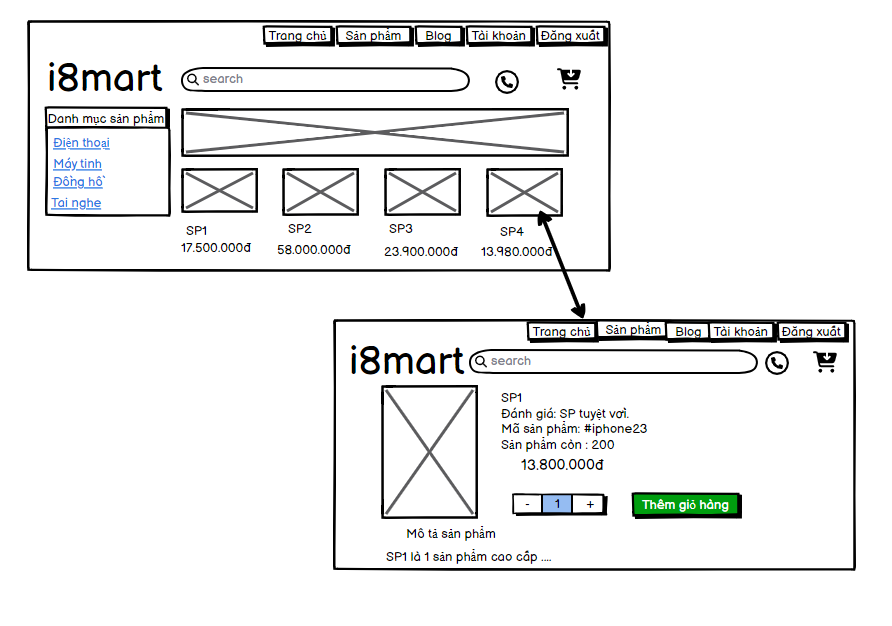 Trang chủ Sản phẩm Blog Tài khoản Đăng xuất
i8mart search
Danh mục sản phẩm
Điện thoại
Máy tính
Đồng hồ
Tai nghe
SP1 SP2 SP3 SP4
17.500.000đ 58.000.000đ 23.900.000đ 13.980.000đ
Trang chủ Sản phẩm Blog Tài khoản Đăng xuất
i8mart search
SP1
Đánh giá: SP tuyệt vời.
Mã sản phẩm: #iphone23
Sản phẩm còn : 200
13.800.000đ
- 1 + Thêm giỏ hàng
Mô tả sản phẩm
SP1 là 1 sản phẩm cao cấp ....